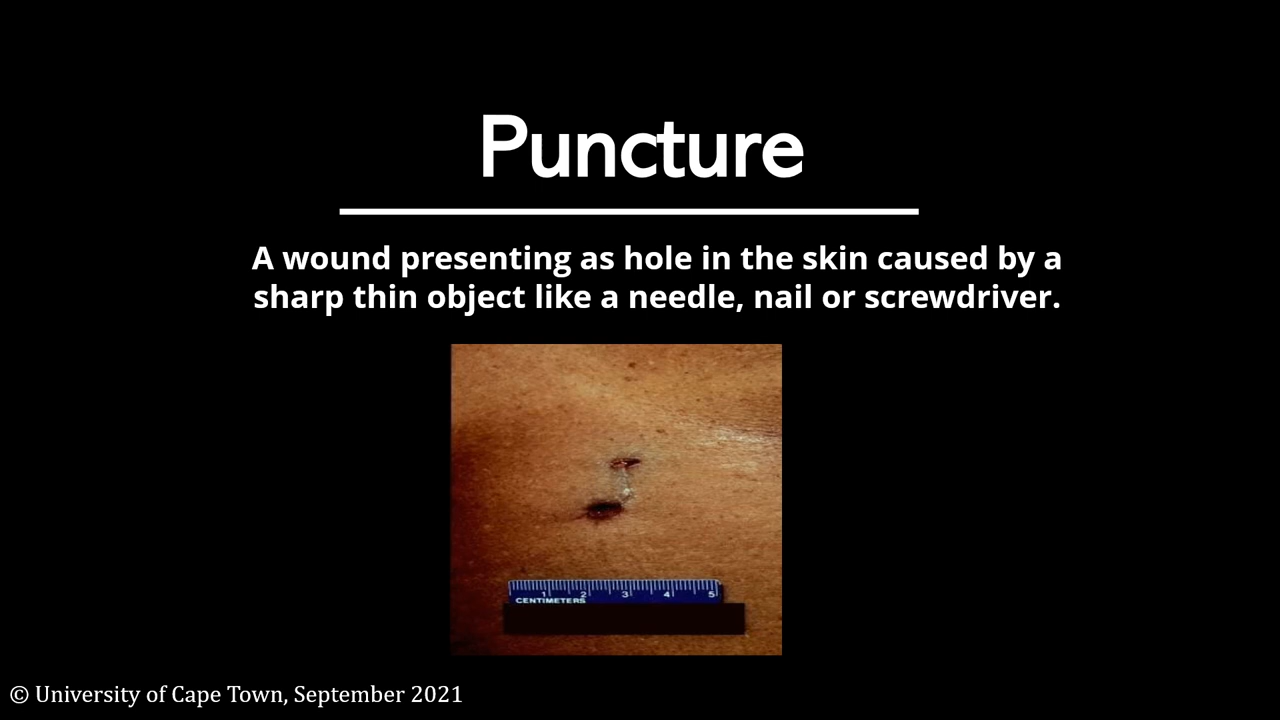 Puncture
A wound presenting as hole in the skin caused by a
sharp thin object like a needle, nail or screwdriver.
1 2 3 4 5
CENTIMETERS
© University of Cape Town, September 2021